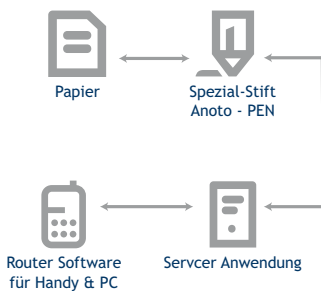 Papier
Spezial-Stift
Anoto - PEN
Router Software
für Handy & PC
Servcer Anwendung